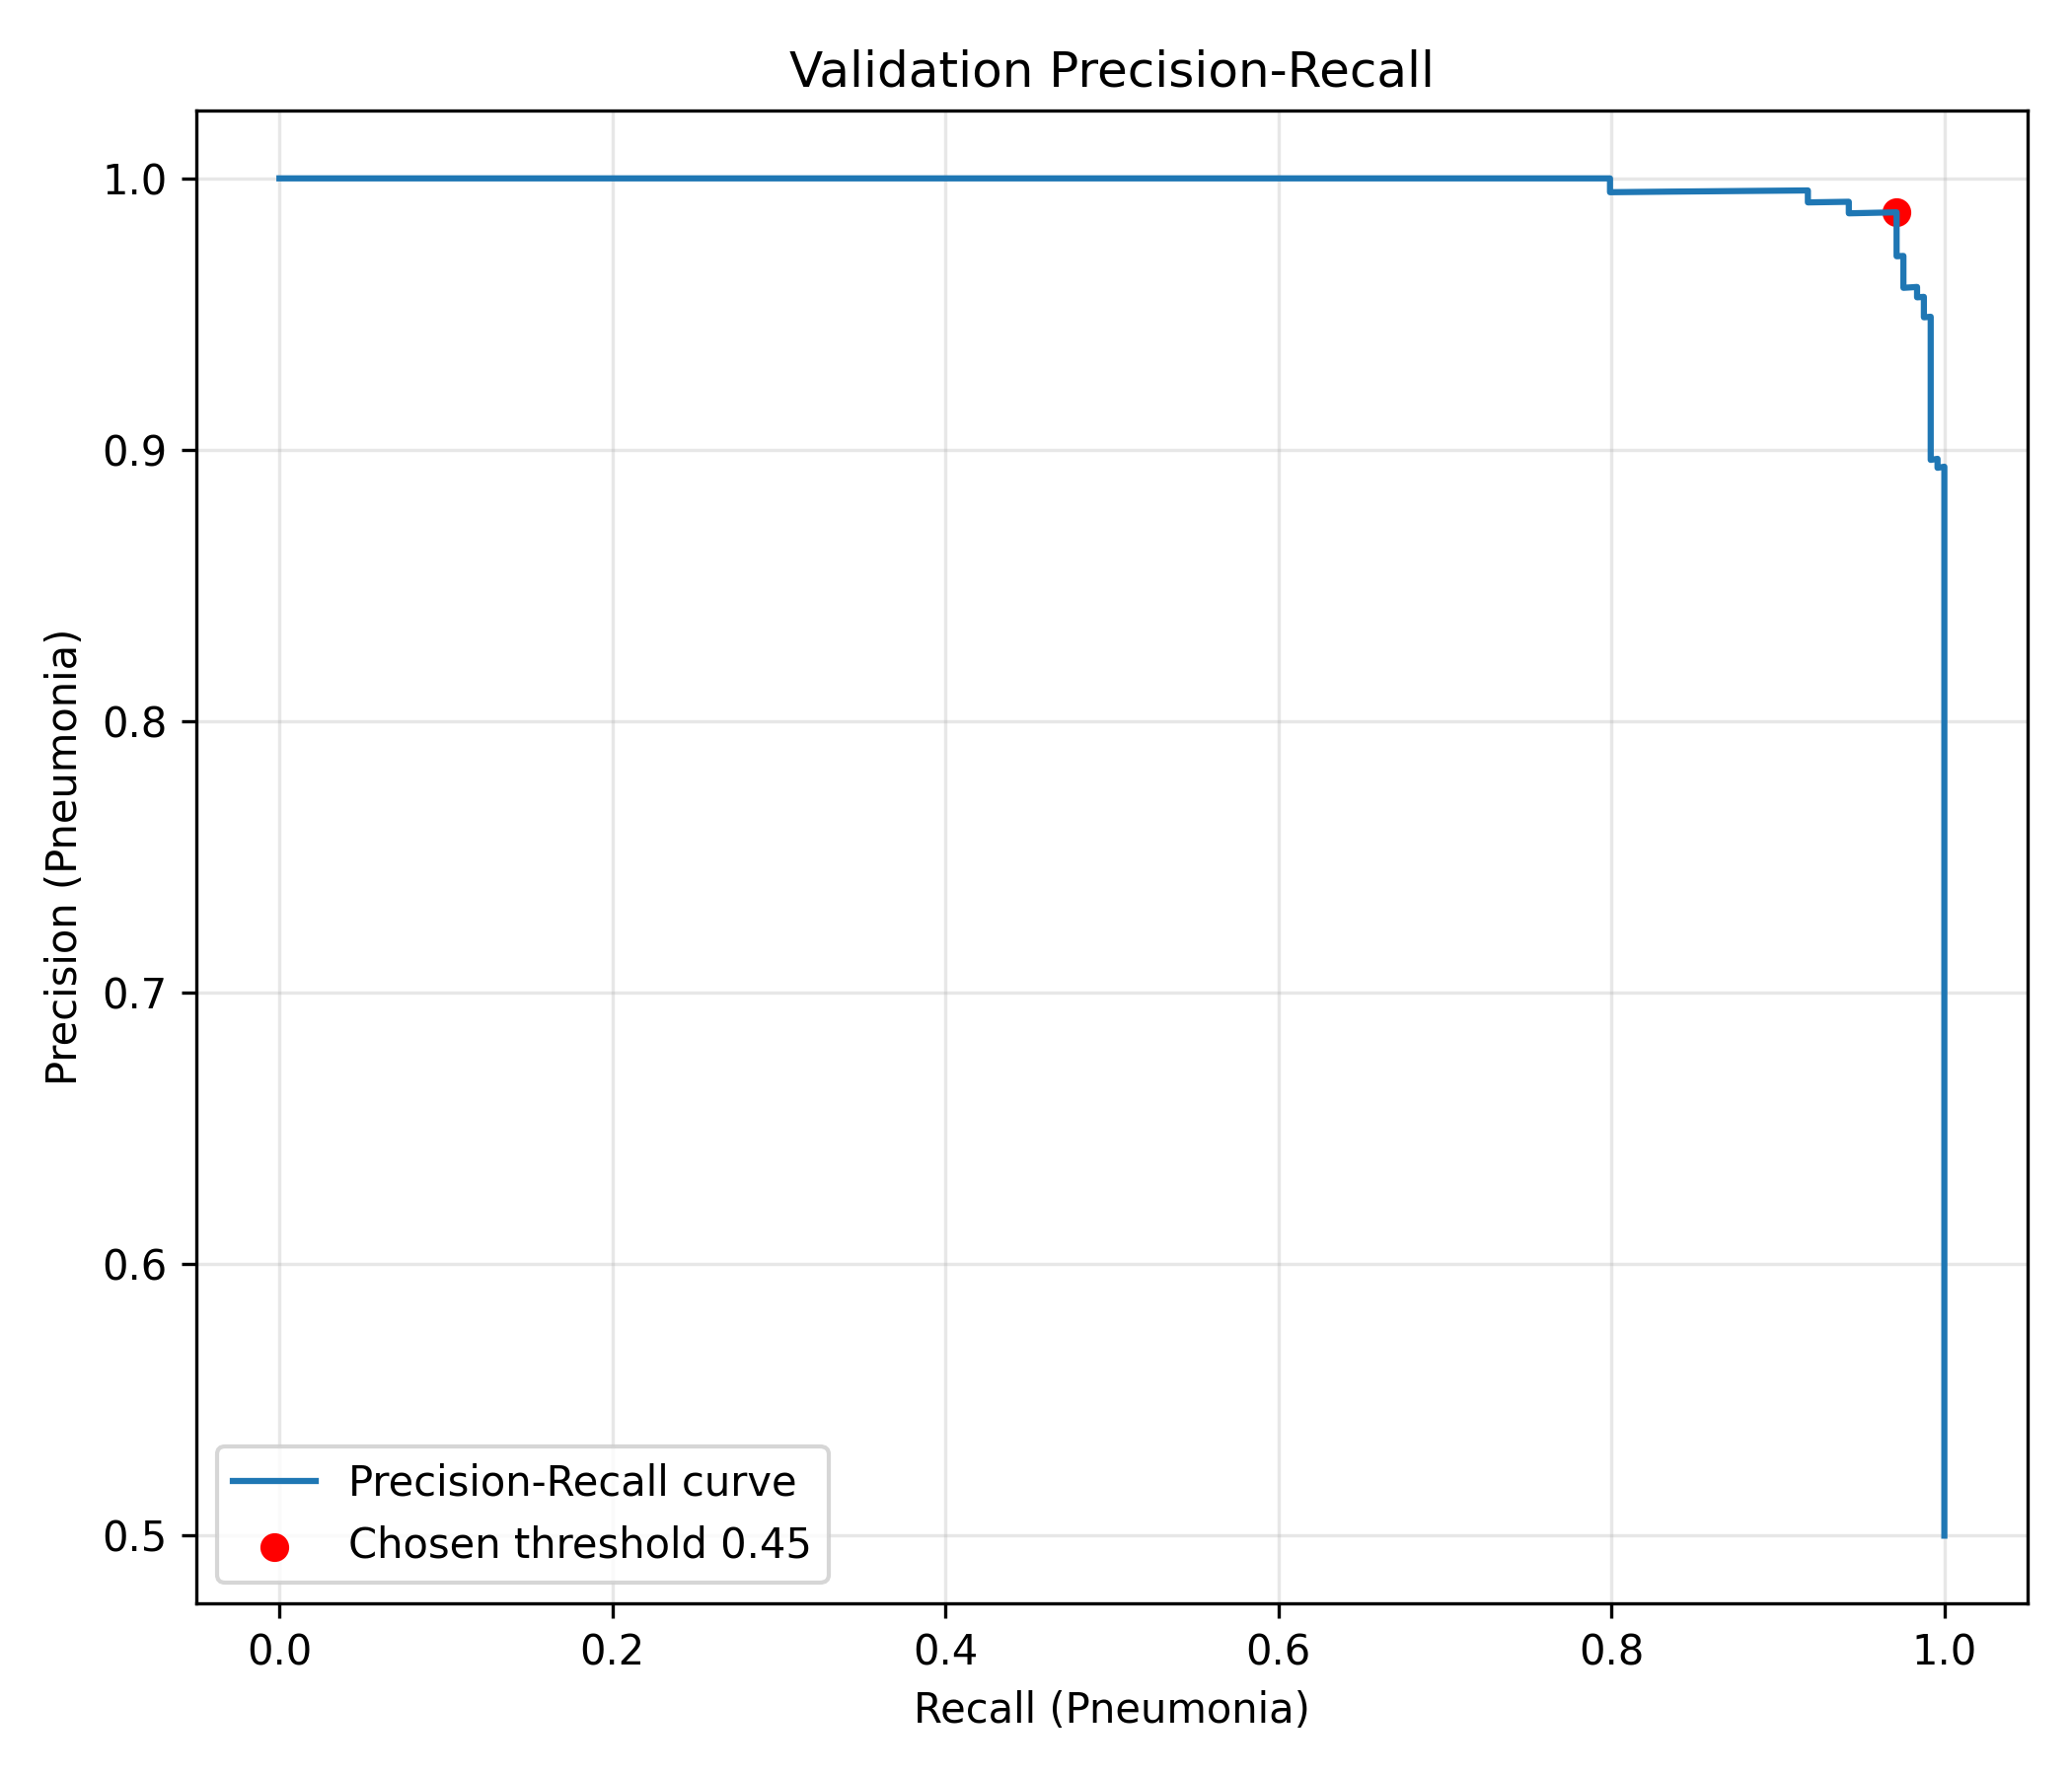 Validation Precision-Recall
1.0
0.9
0.8
0.7
0.6
0.5
Precision (Pneumonia)
Precision-Recall curve
Chosen threshold 0.45
0.0 0.2 0.4 0.6 0.8 1.0
Recall (Pneumonia)